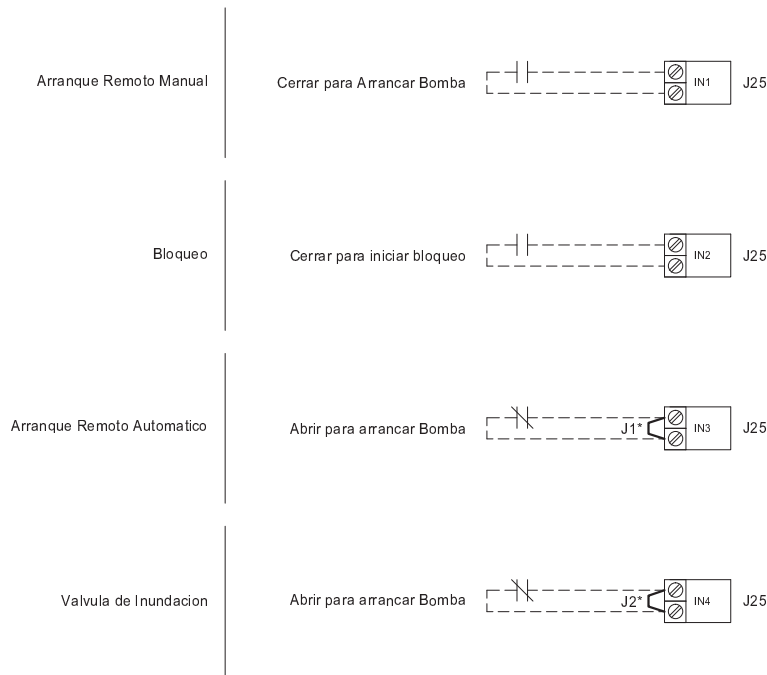 Arranque Remoto Manual Cerrar para Arrancar Bomba IN1 J25
Bloqueo Cerrar para iniciar bloqueo IN2 J25
Arranque Remoto Automatico Abrir para arrancar Bomba J1* IN3 J25
Valvula de Inundacion Abrir para arrancar Bomba J2* IN4 J25